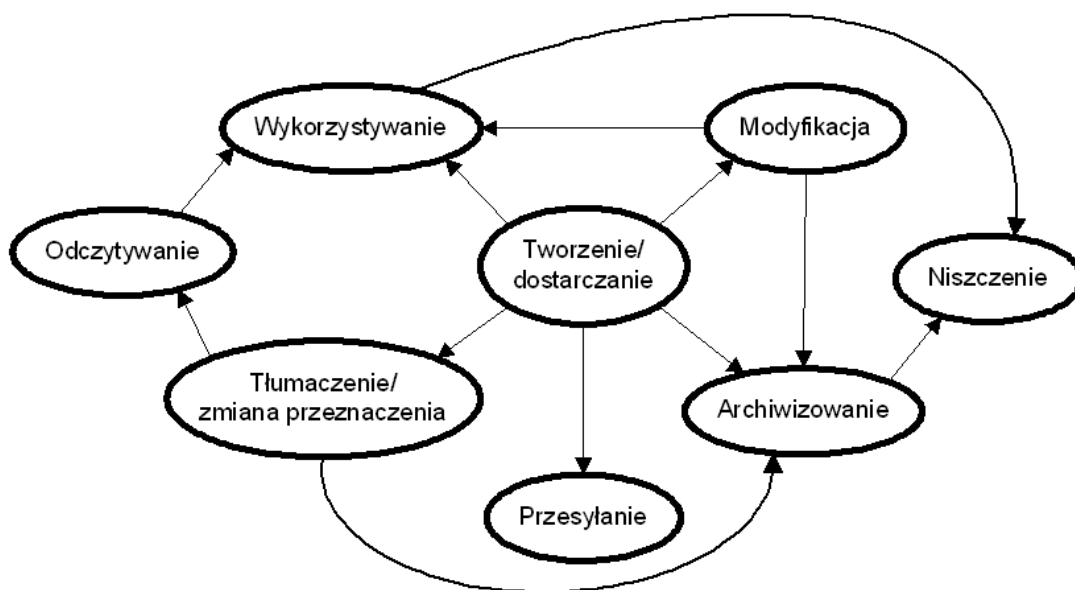 Wykorzystywanie
Modyfikacja
Odczytywanie
Tworzenie/
dostarczanie
Niszczenie
Tłumaczenie/
zmiana przeznaczenia
Archiwizowanie
Przesyłanie